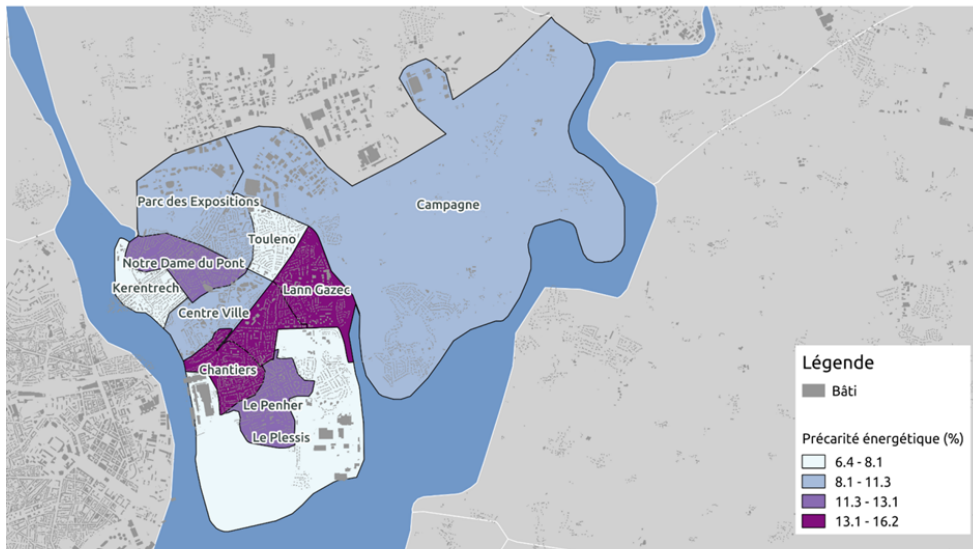 Parc des Expositions
Campagne
Touleno
Notre Dame du Pont
Kerentrech
Lann Gazec
Centre Ville
Chantiers
Le Penher
Le Plessis
Légende
Bâti
Précarité énergétique (%)
6.4 - 8.1
8.1 - 11.3
11.3 - 13.1
13.1 - 16.2